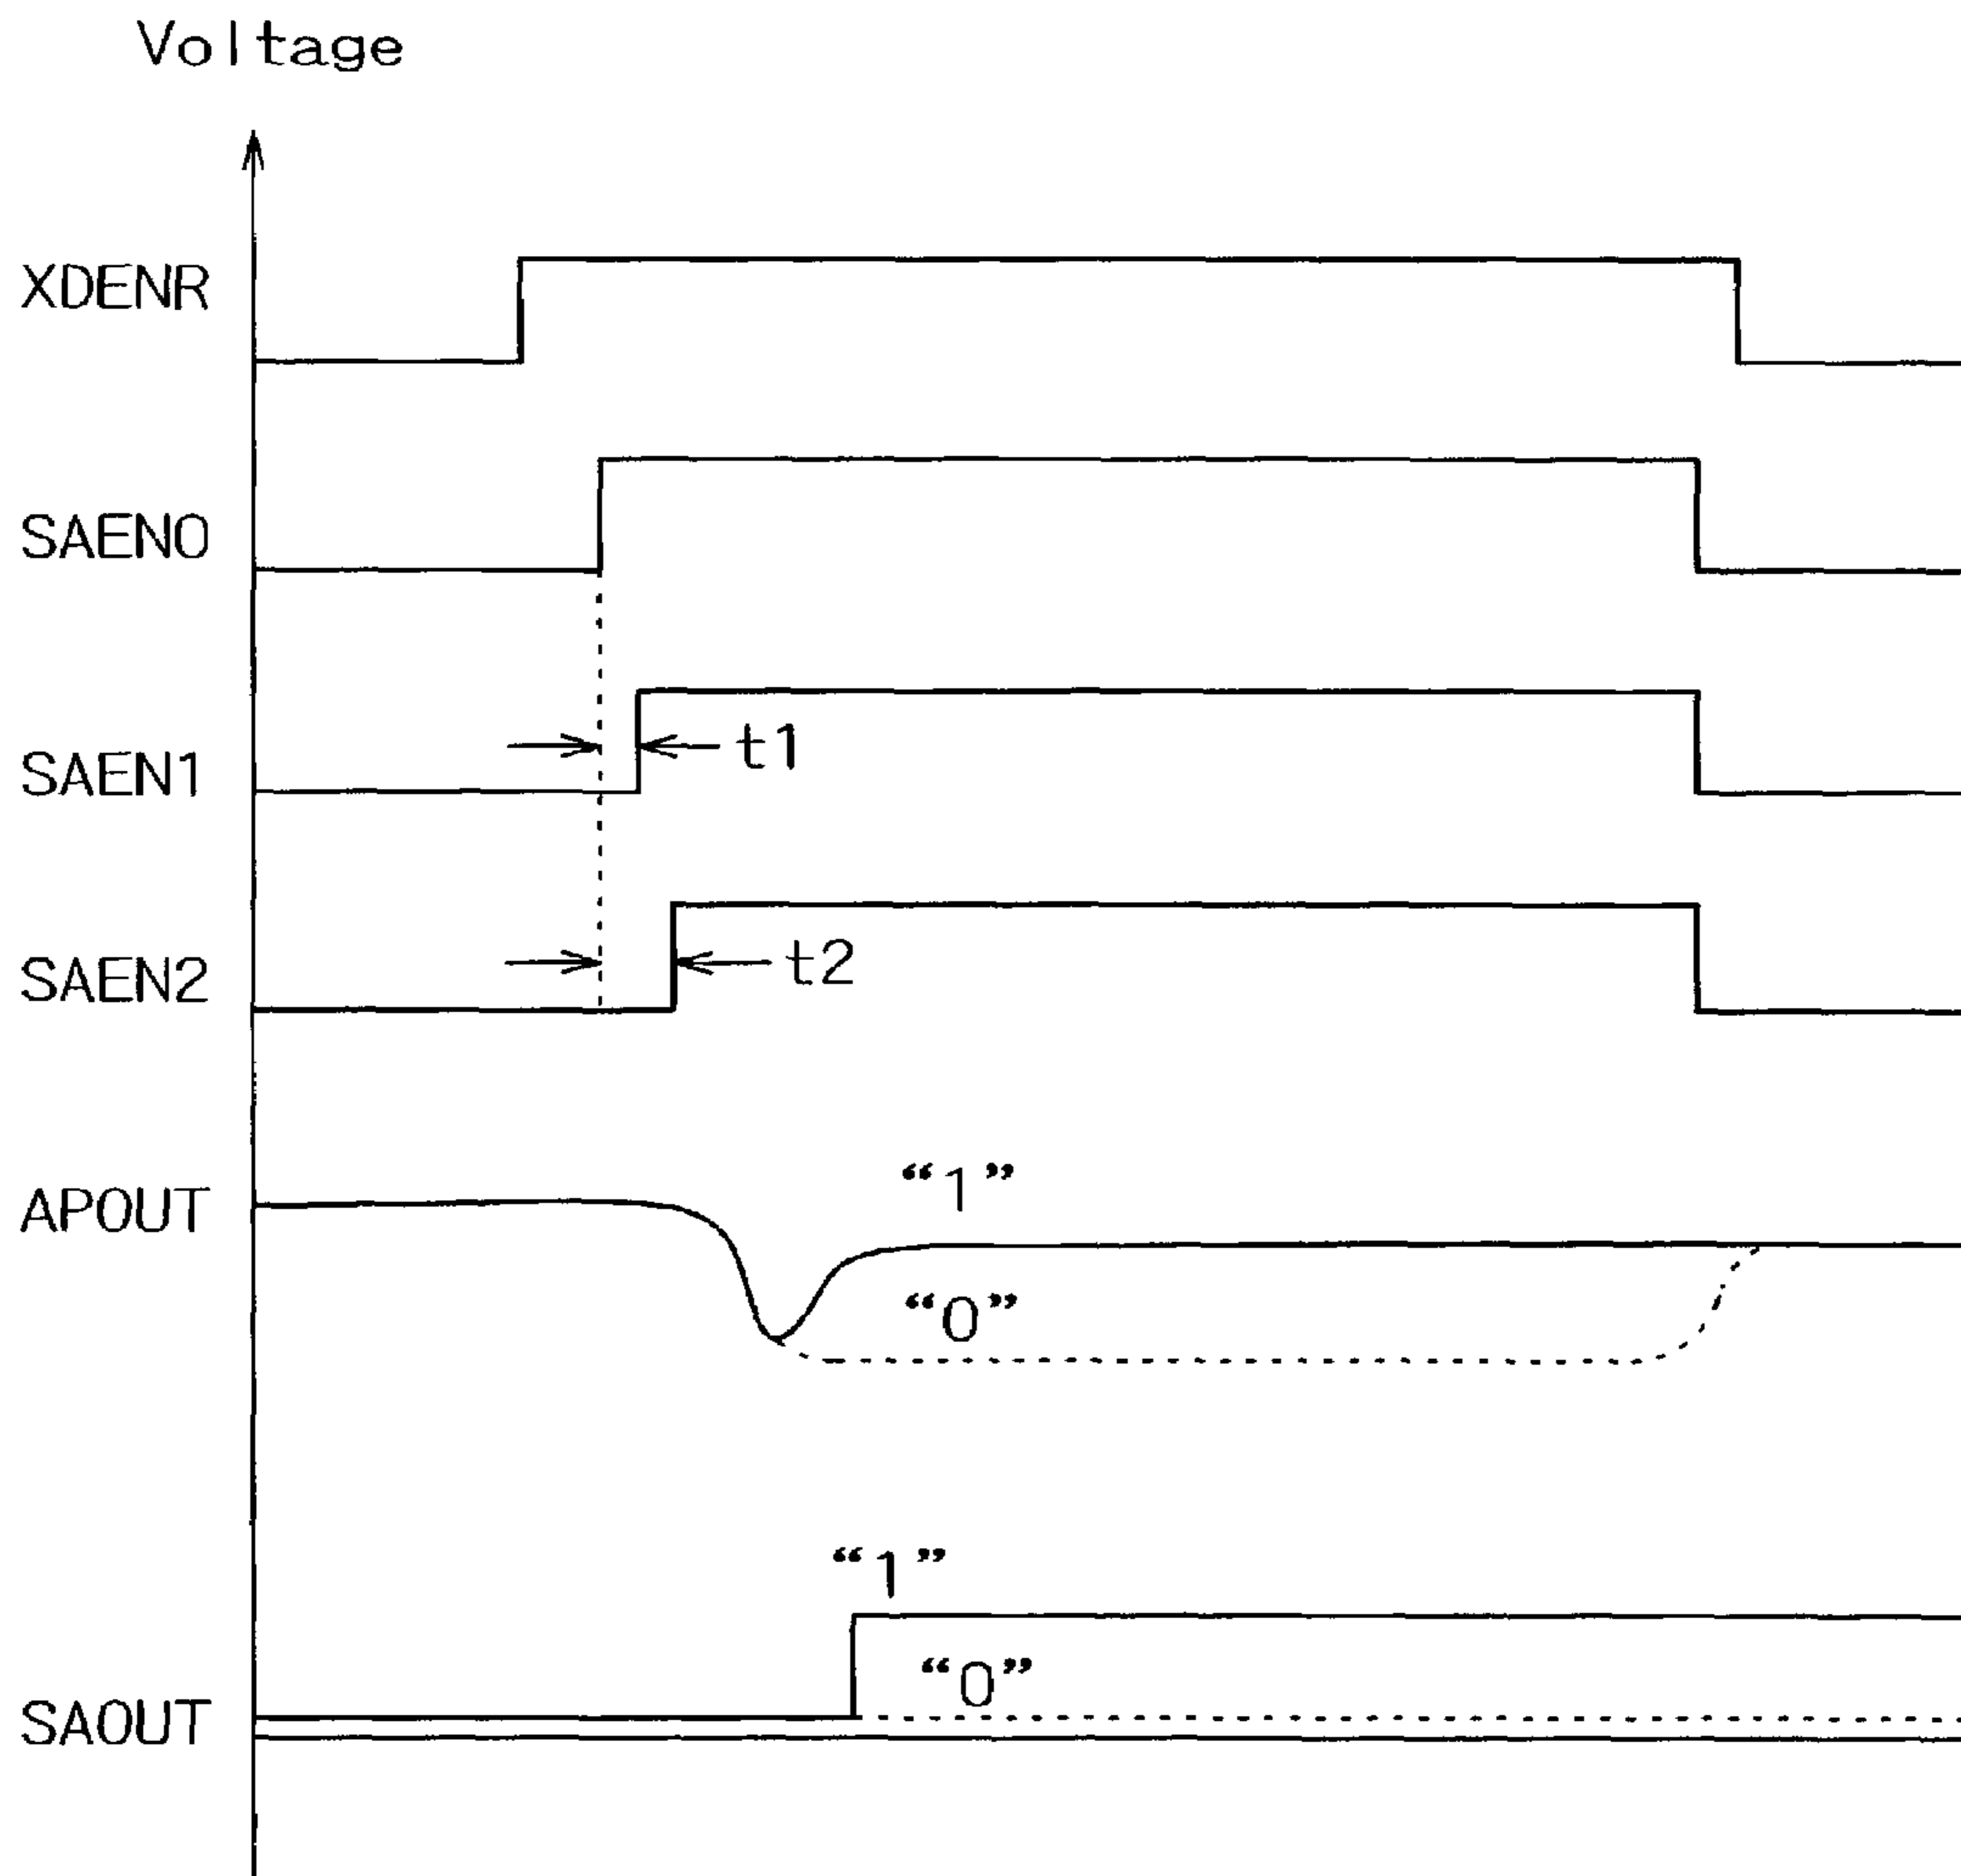 Voltage
XDENR
SAEN0
SAEN1
t1
SAEN2
t2
APOUT
“1”
“0”
SAOUT
“1”
“0”